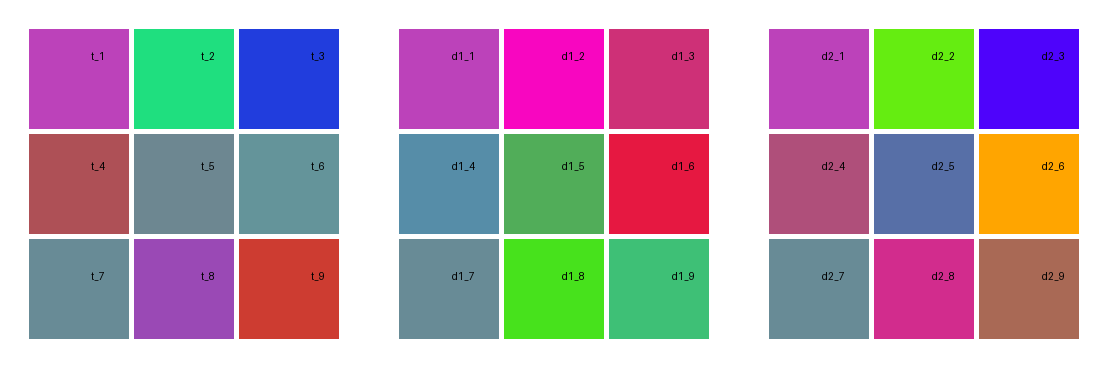 t_1 t_2 t_3 d1_1 d1_2 d1_3 d2_1 d2_2 d2_3
t_4 t_5 t_6 d1_4 d1_5 d1_6 d2_4 d2_5 d2_6
t_7 t_8 t_9 d1_7 d1_8 d1_9 d2_7 d2_8 d2_9